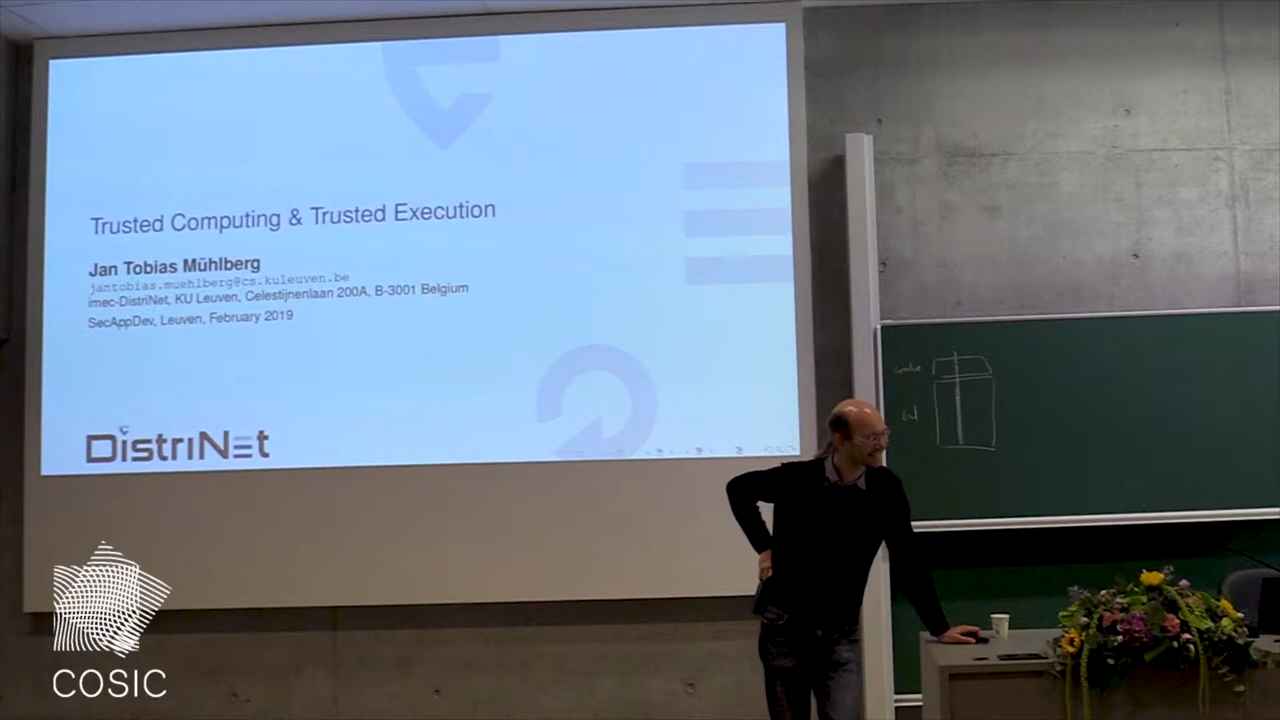 Trusted Computing & Trusted Execution
Jan Tobias Mühlberg
jantobias.muehlberg@cs.kuleuven.be
imec-DistriNet, KU Leuven, Celestijnenlaan 200A, B-3001 Belgium
SecAppDev, Leuven, February 2019
DistriNet
COSIC